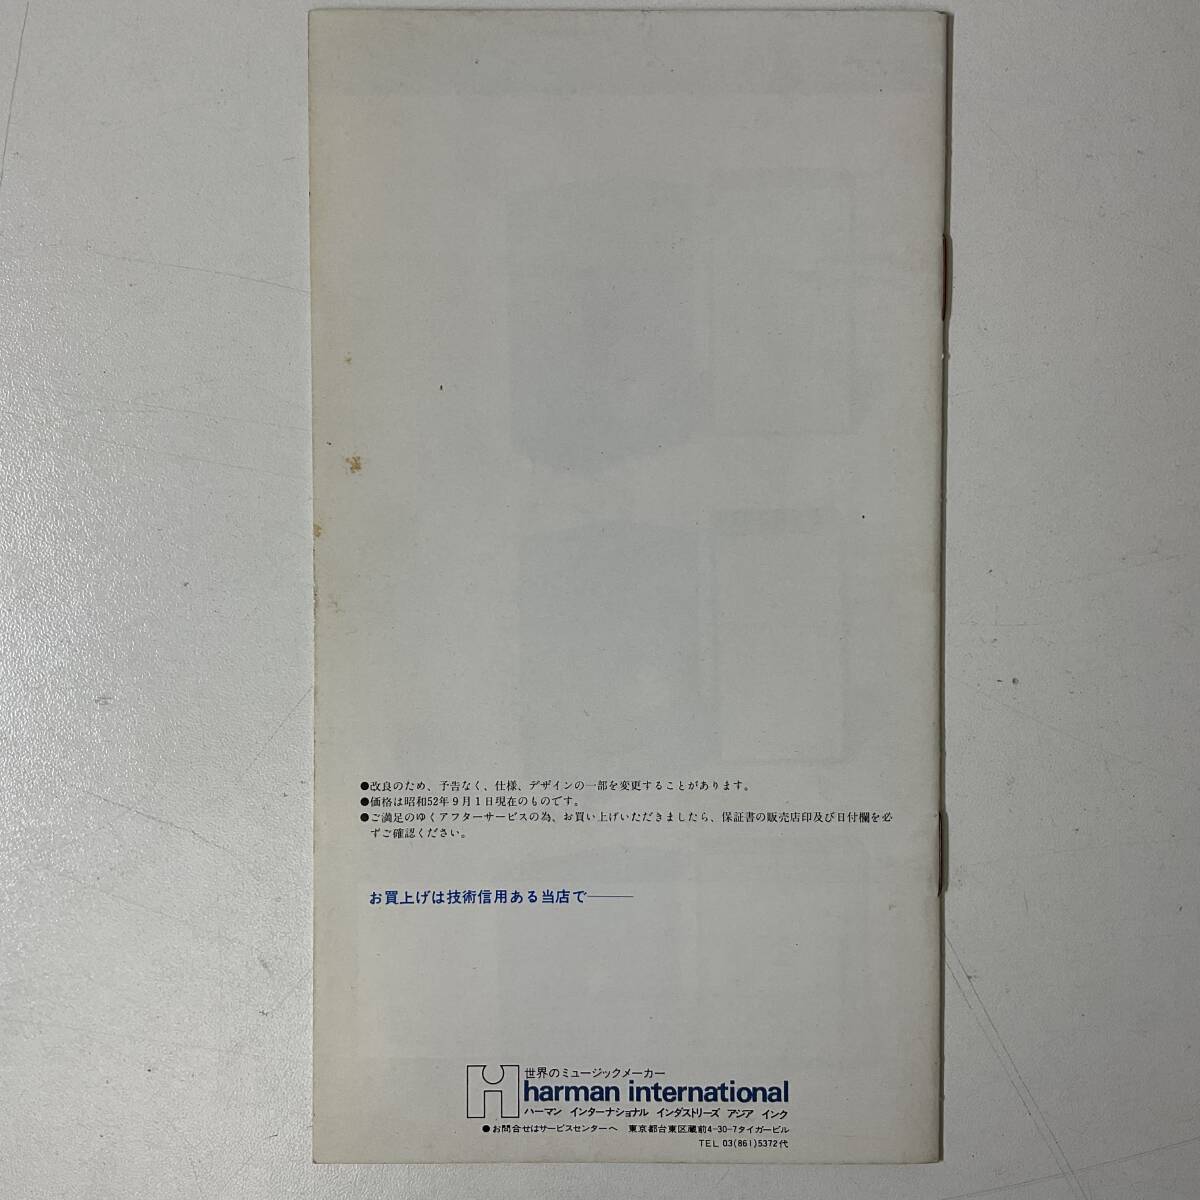 ●改良のため、予告なく、仕様、デザインの一部を変更することがあります。
●価格は昭和52年9月1日現在のものです。
●ご満足のゆくアフターサービスの為、お買い上げいただきましたら、保証書の販売店印及び日付欄を必
ずご確認ください。
お買上げは技術信用ある当店で———
世界のミュージックメーカー
harman international
ハーマン インターナショナル インダストリーズ アジア インク
●お問合せはサービスセンターへ 東京都台東区蔵前4-30-7タイガービル
TEL 03(861)5372代